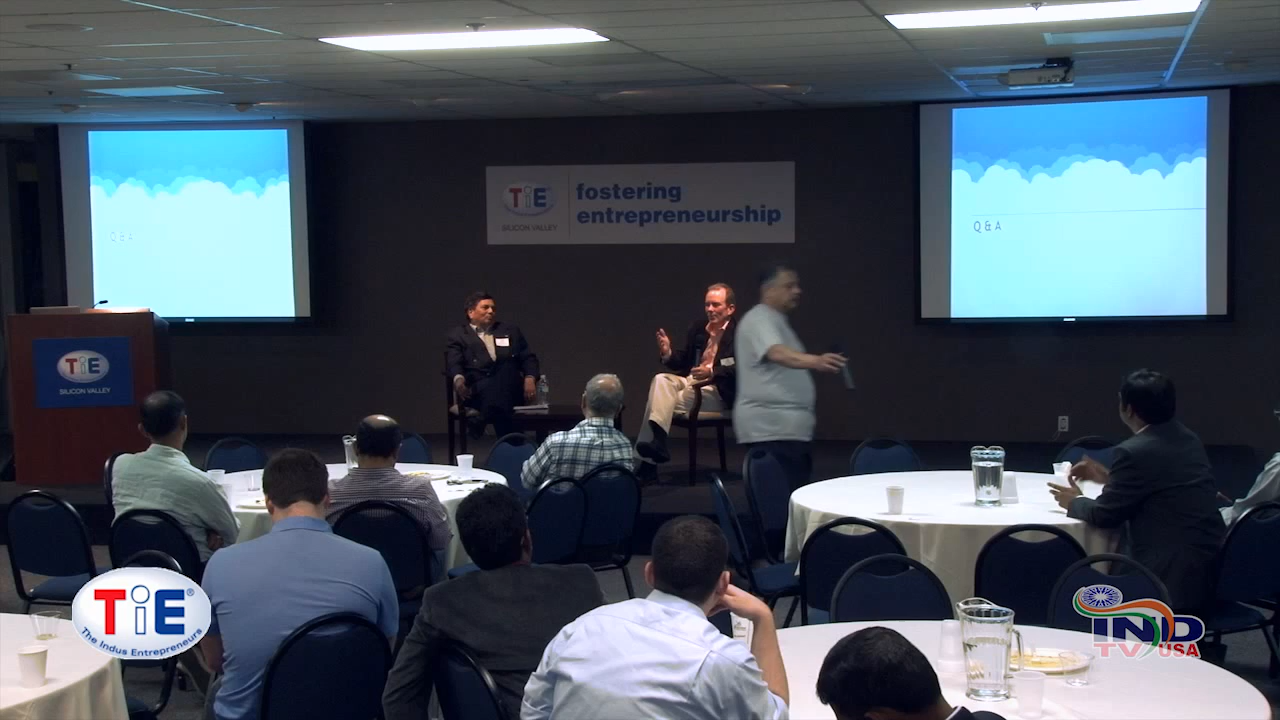 Q & A
TiE
SILICON VALLEY
fostering
entrepreneurship
Q & A
TiE
SILICON VALLEY
TiE®
The Indus Entrepreneurs
IND
TV USA